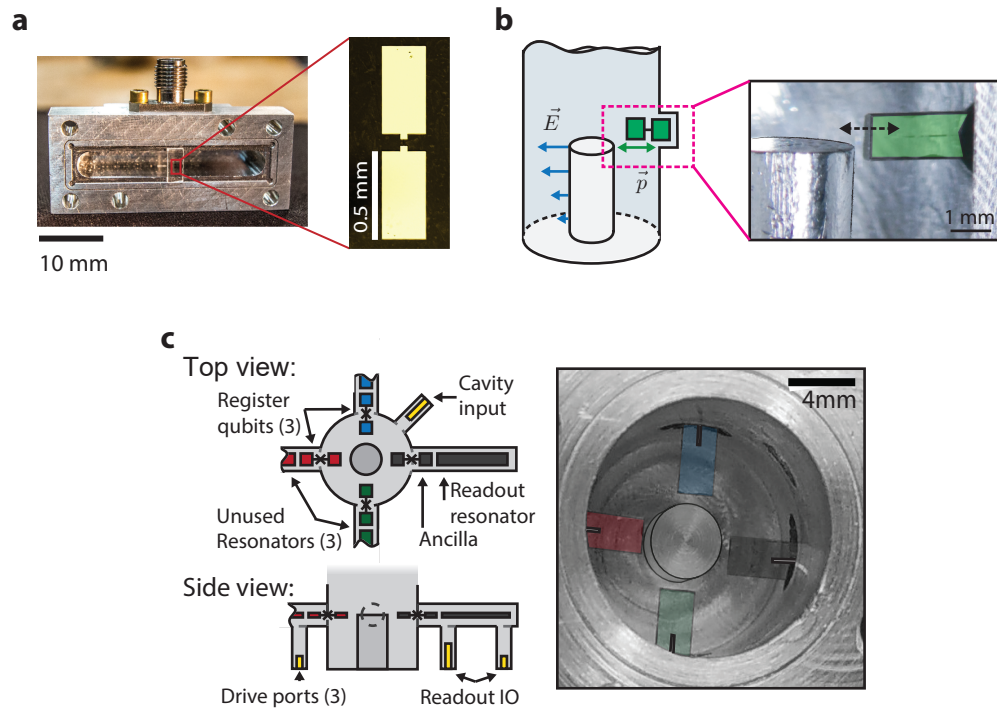 a
0.5 mm
10 mm
b
E
p
1 mm
c
Top view:
Register
qubits (3)
Cavity
input
Unused
Resonators (3)
Readout
resonator
Ancilla
Side view:
Drive ports (3)
Readout IO
4mm